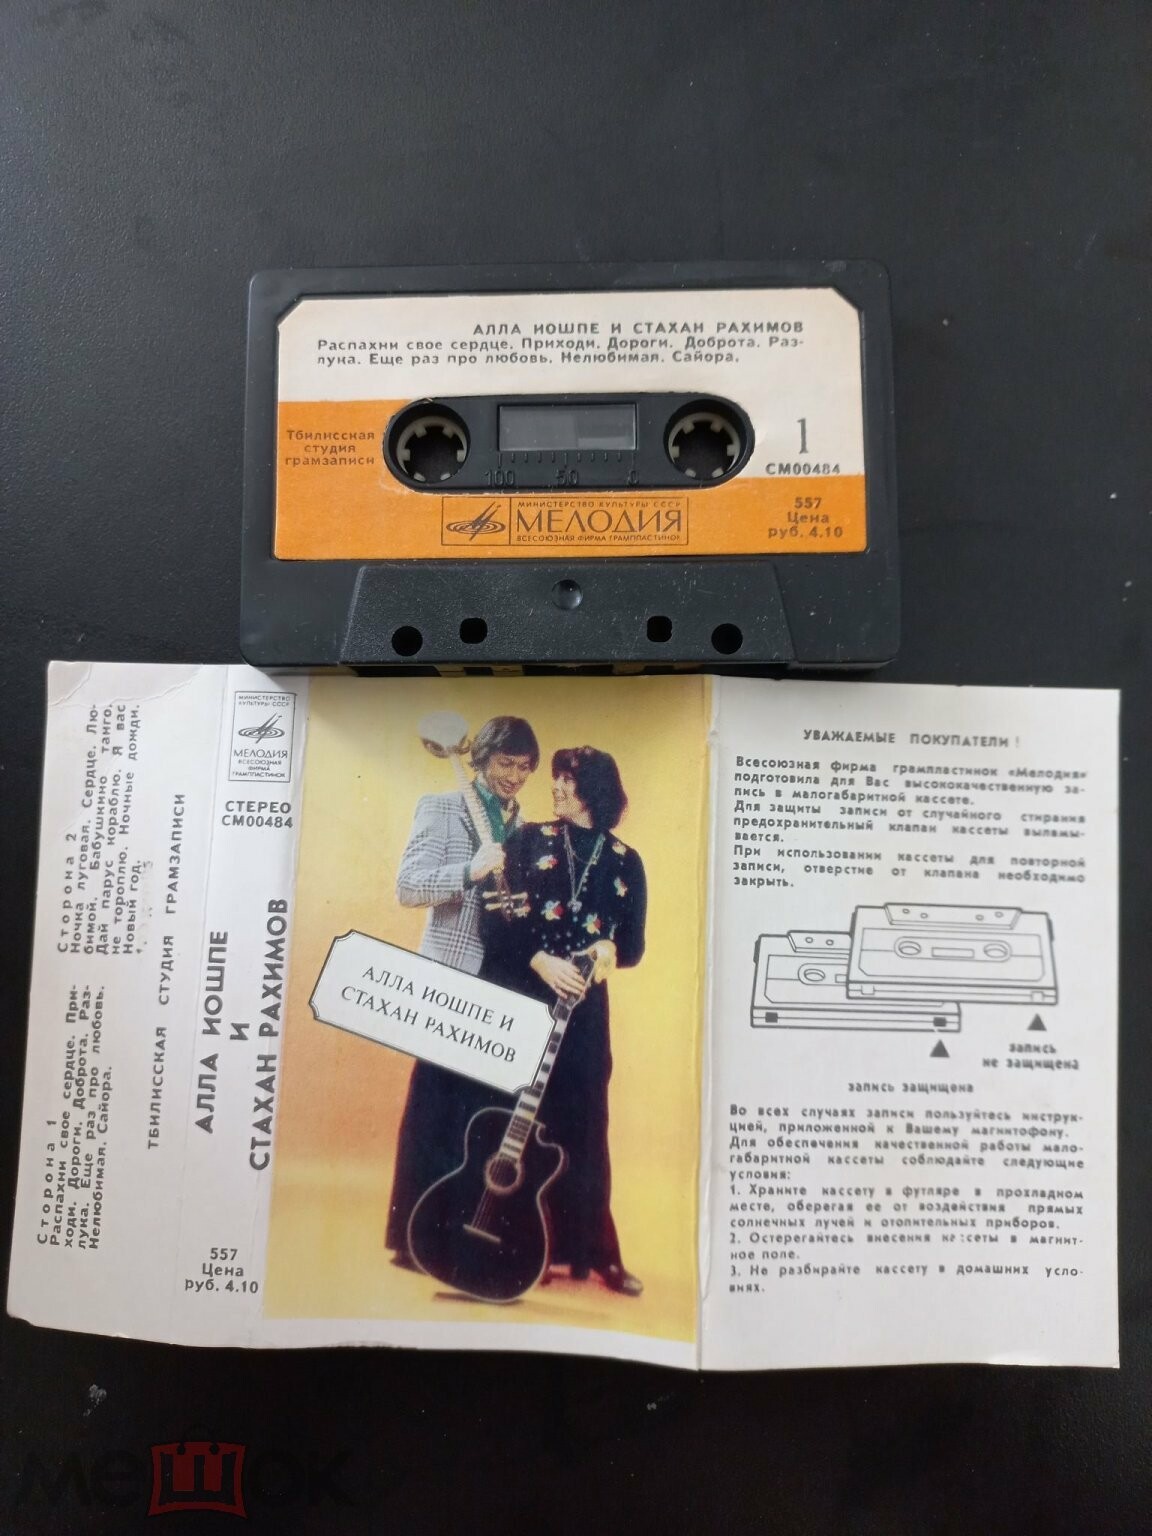 АЛЛА ИОШПЕ И СТАХАН РАХИМОВ
Распахни свое сердце. Приходи. Дороги. Доброта. Раз-
лука. Еще раз про любовь. Нелюбимая. Сайора.
Тбилисская
студия
грамзаписи
1
СМ00484
100 50 0
МИНИСТЕРСТВО КУЛЬТУРЫ СССР
МЕЛОДИЯ
ВСЕСОЮЗНАЯ ФИРМА ГРАМПЛАСТИНОК
557
Цена
руб. 4.10
Сторона 1
Распахни свое сердце. При-
ходи. Дороги. Доброта. Раз-
лука. Еще раз про любовь.
Нелюбимая. Сайора.
Сторона 2
Ночка луговая. Сердце. Лю-
бимой. Бабушкино танго.
Дай парус кораблю. Я вас
не тороплю. Ночные дожди.
Новый год.
ТБИЛИССКАЯ СТУДИЯ ГРАМЗАПИСИ
МИНИСТЕРСТВО
КУЛЬТУРЫ СССР
МЕЛОДИЯ
ВСЕСОЮЗНАЯ
ФИРМА
ГРАМПЛАСТИНОК
СТЕРЕО
СМ00484
АЛЛА ИОШПЕ
И
СТАХАН РАХИМОВ
557
Цена
руб. 4.10
АЛЛА ИОШПЕ И
СТАХАН РАХИМОВ
УВАЖАЕМЫЕ ПОКУПАТЕЛИ!
Всесоюзная фирма грампластинок «Мелодия»
подготовила для Вас высококачественную за-
пись в малогабаритной кассете.
Для защиты записи от случайного стирания
предохранительный клапан кассеты выламы-
вается.
При использовании кассеты для повторной
записи, отверстие от клапана необходимо
закрыть.
запись
не защищена
запись защищена
Во всех случаях записи пользуйтесь инструк-
цией, приложенной к Вашему магнитофону.
Для обеспечения качественной работы мало-
габаритной кассеты соблюдайте следующие
условия:
1. Храните кассету в футляре в прохладном
месте, оберегая ее от воздействия прямых
солнечных лучей и отопительных приборов.
2. Остерегайтесь внесения кассеты в магнит-
ное поле.
3. Не разбирайте кассету в домашних усло-
виях.
мешок